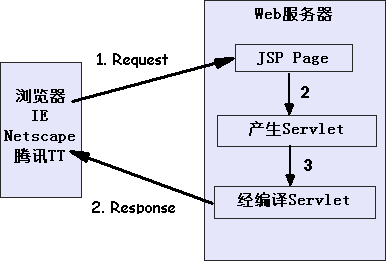 Web服务器
1. Request
JSP Page
2
浏览器
IE
Netscape
腾讯TT
产生Servlet
3
经编译Servlet
2. Response